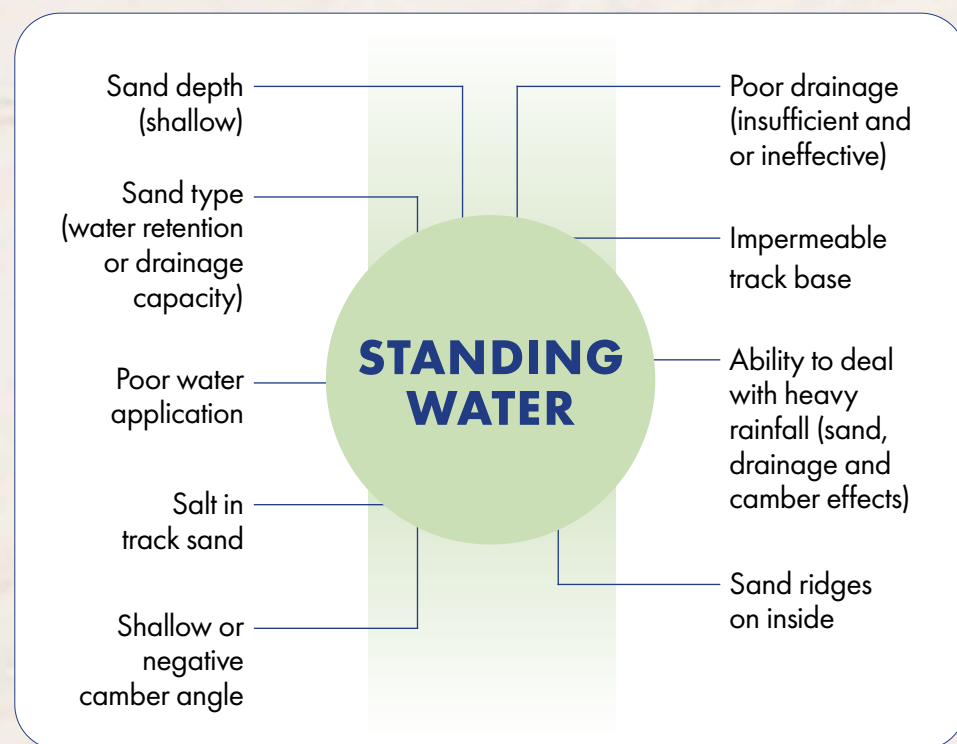 Sand depth
(shallow)
Sand type
(water retention
or drainage
capacity)
Poor water
application
Salt in
track sand
Shallow or
negative
camber angle
STANDING
WATER
Poor drainage
(insufficient and
or ineffective)
Impermeable
track base
Ability to deal
with heavy
rainfall (sand,
drainage and
camber effects)
Sand ridges
on inside